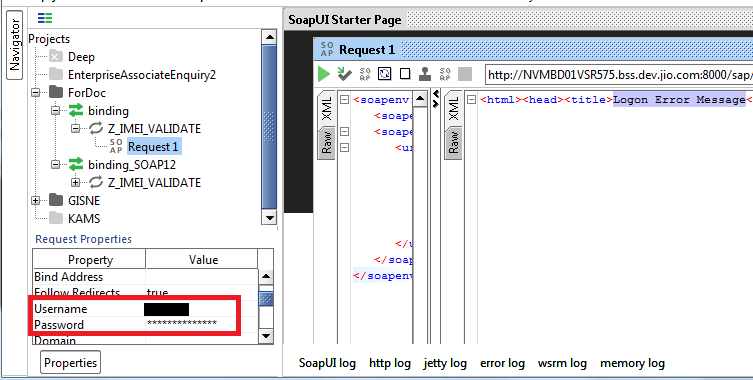 Navigator
Projects
Deep
EnterpriseAssociateEnquiry2
ForDoc
binding
Z_IMEI_VALIDATE
SO
AP
Request 1
binding_SOAP12
Z_IMEI_VALIDATE
GISNE
KAMS
Request Properties
Property Value
Bind Address
Follow Redirects true
Username
Password **************
Domain
Properties
SoapUI Starter Page
SO
AP
Request 1
SO
AP
SO
AP
http://NVMBD01VSR575.bss.dev.jio.com:8000/sap/
XML
Raw
<soapenv
<soape
<soape
<ur
</u
</soap
</soapenv
XML
Raw
<html><head><title>Logon Error Message<
SoapUI log http log jetty log error log wsrm log memory log